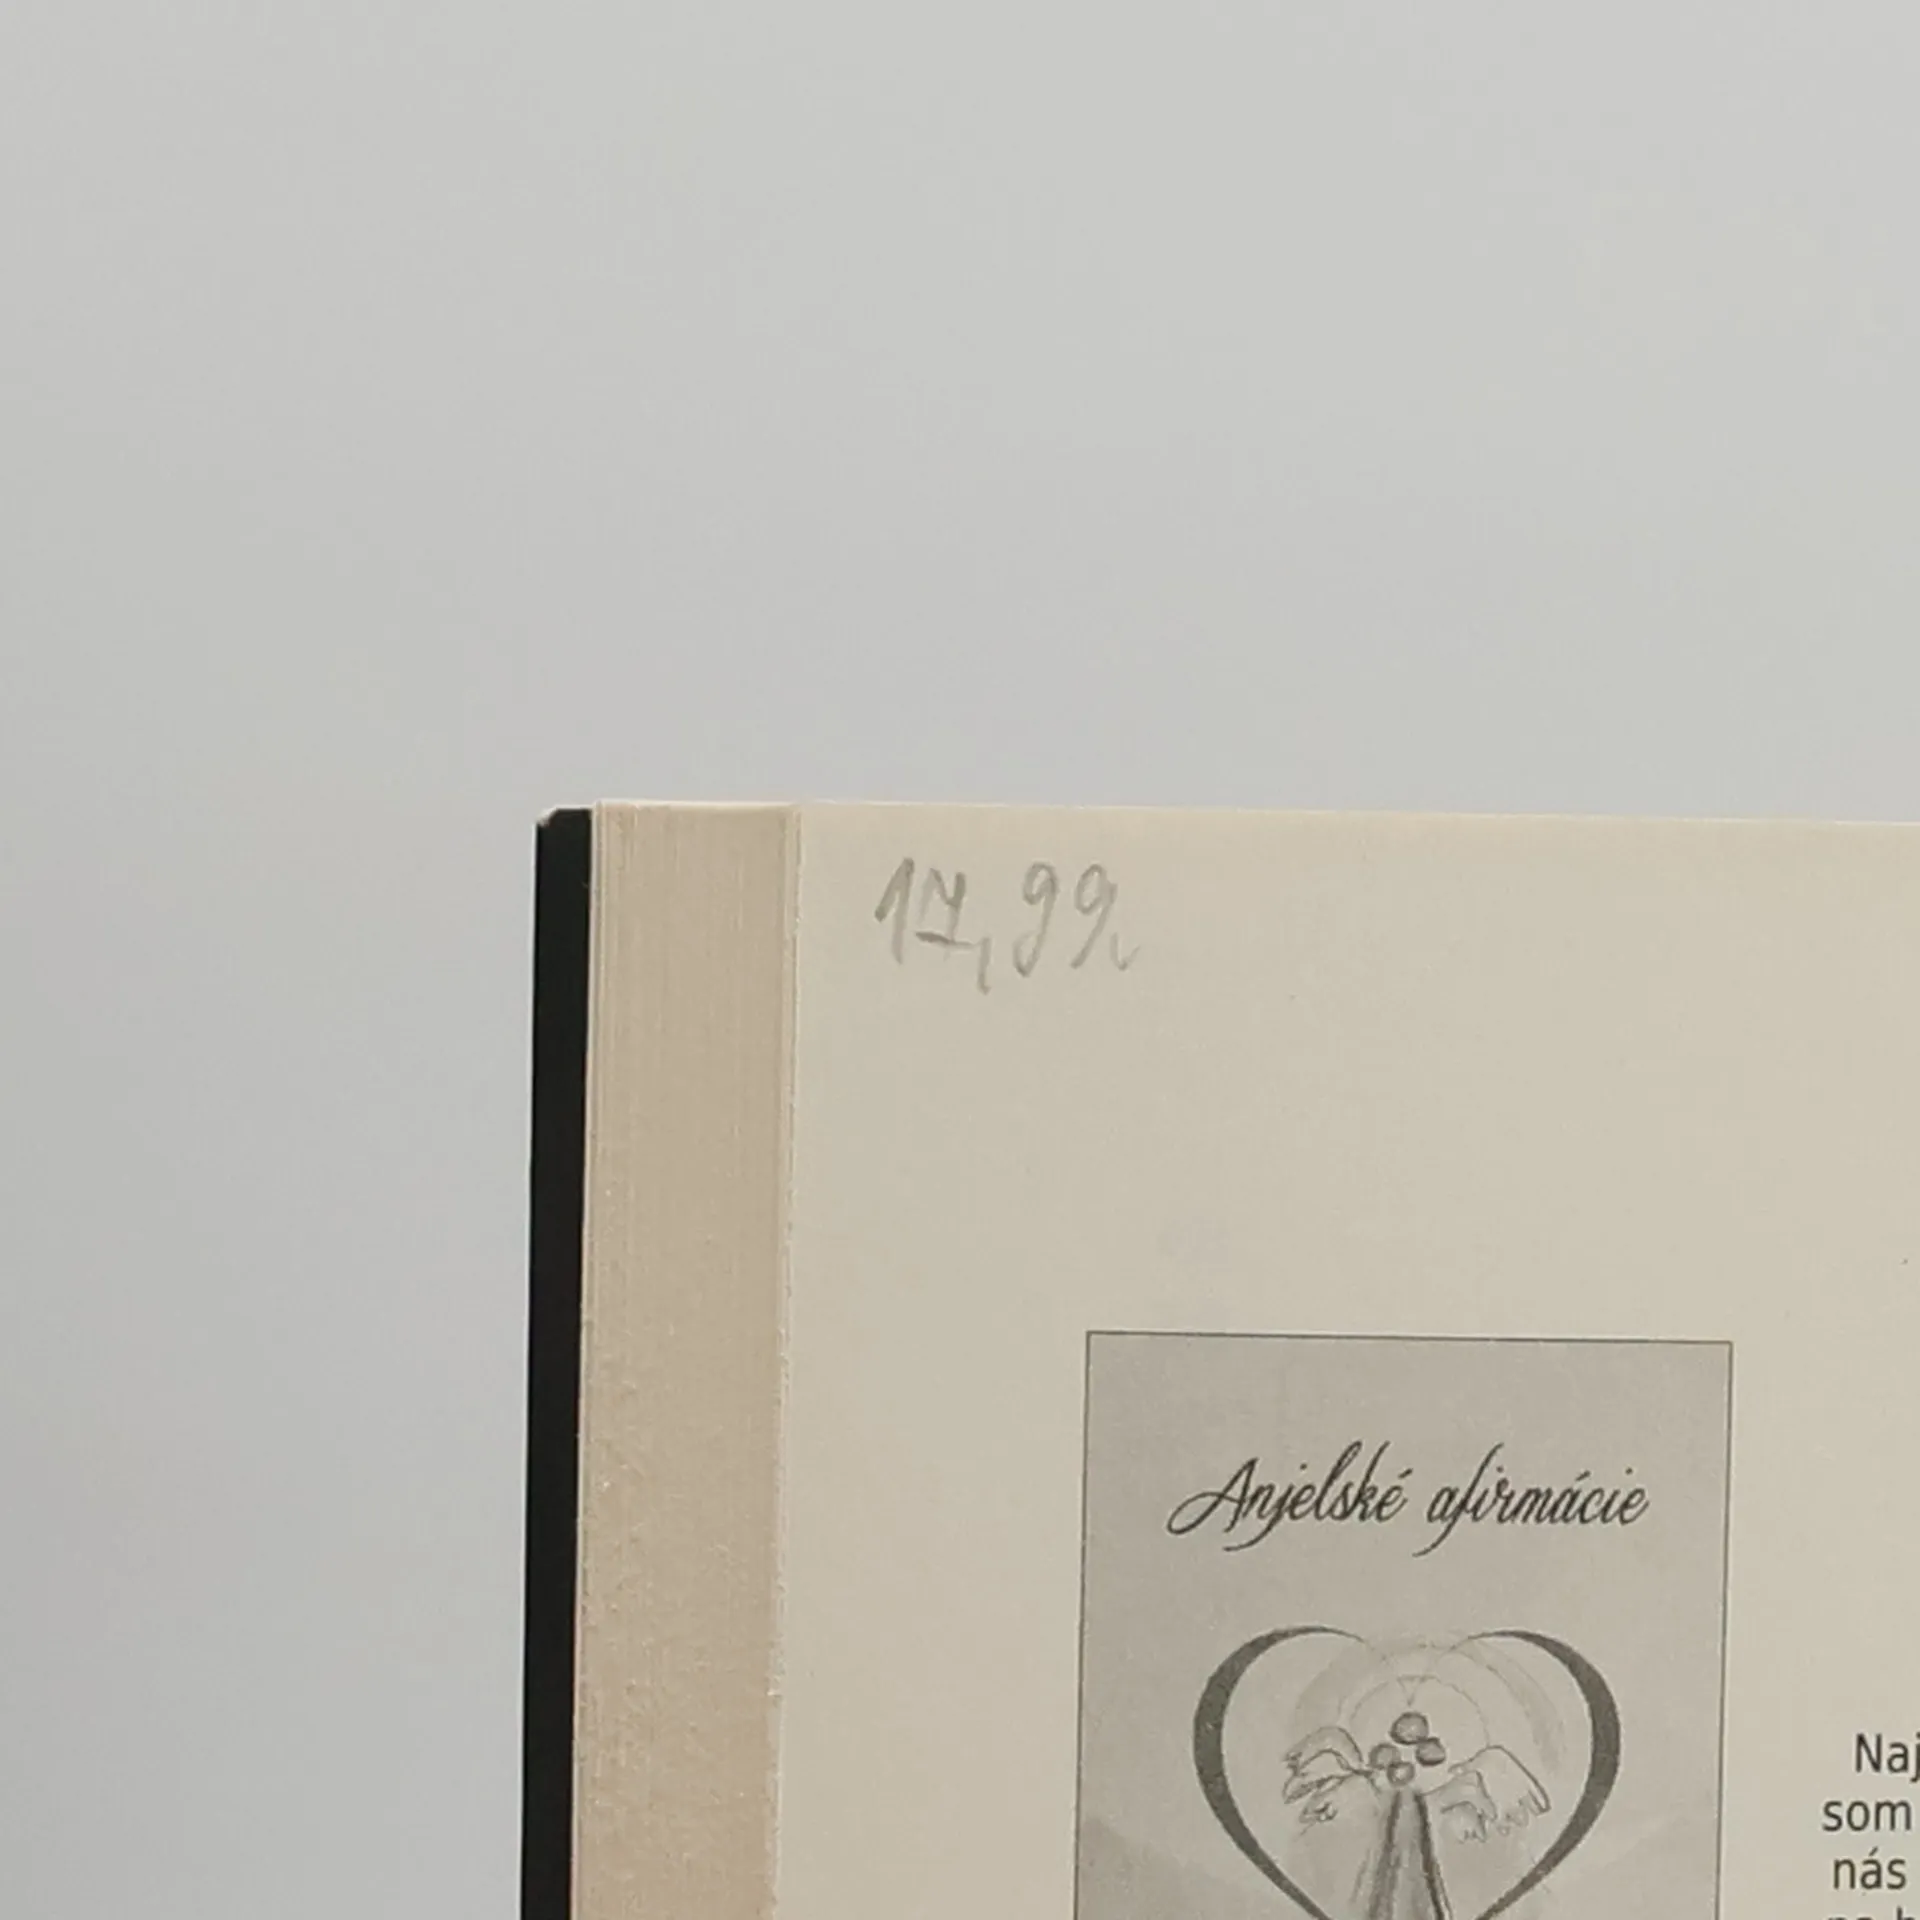 17,99
Anjelské afirmácie
Naj
som
nás